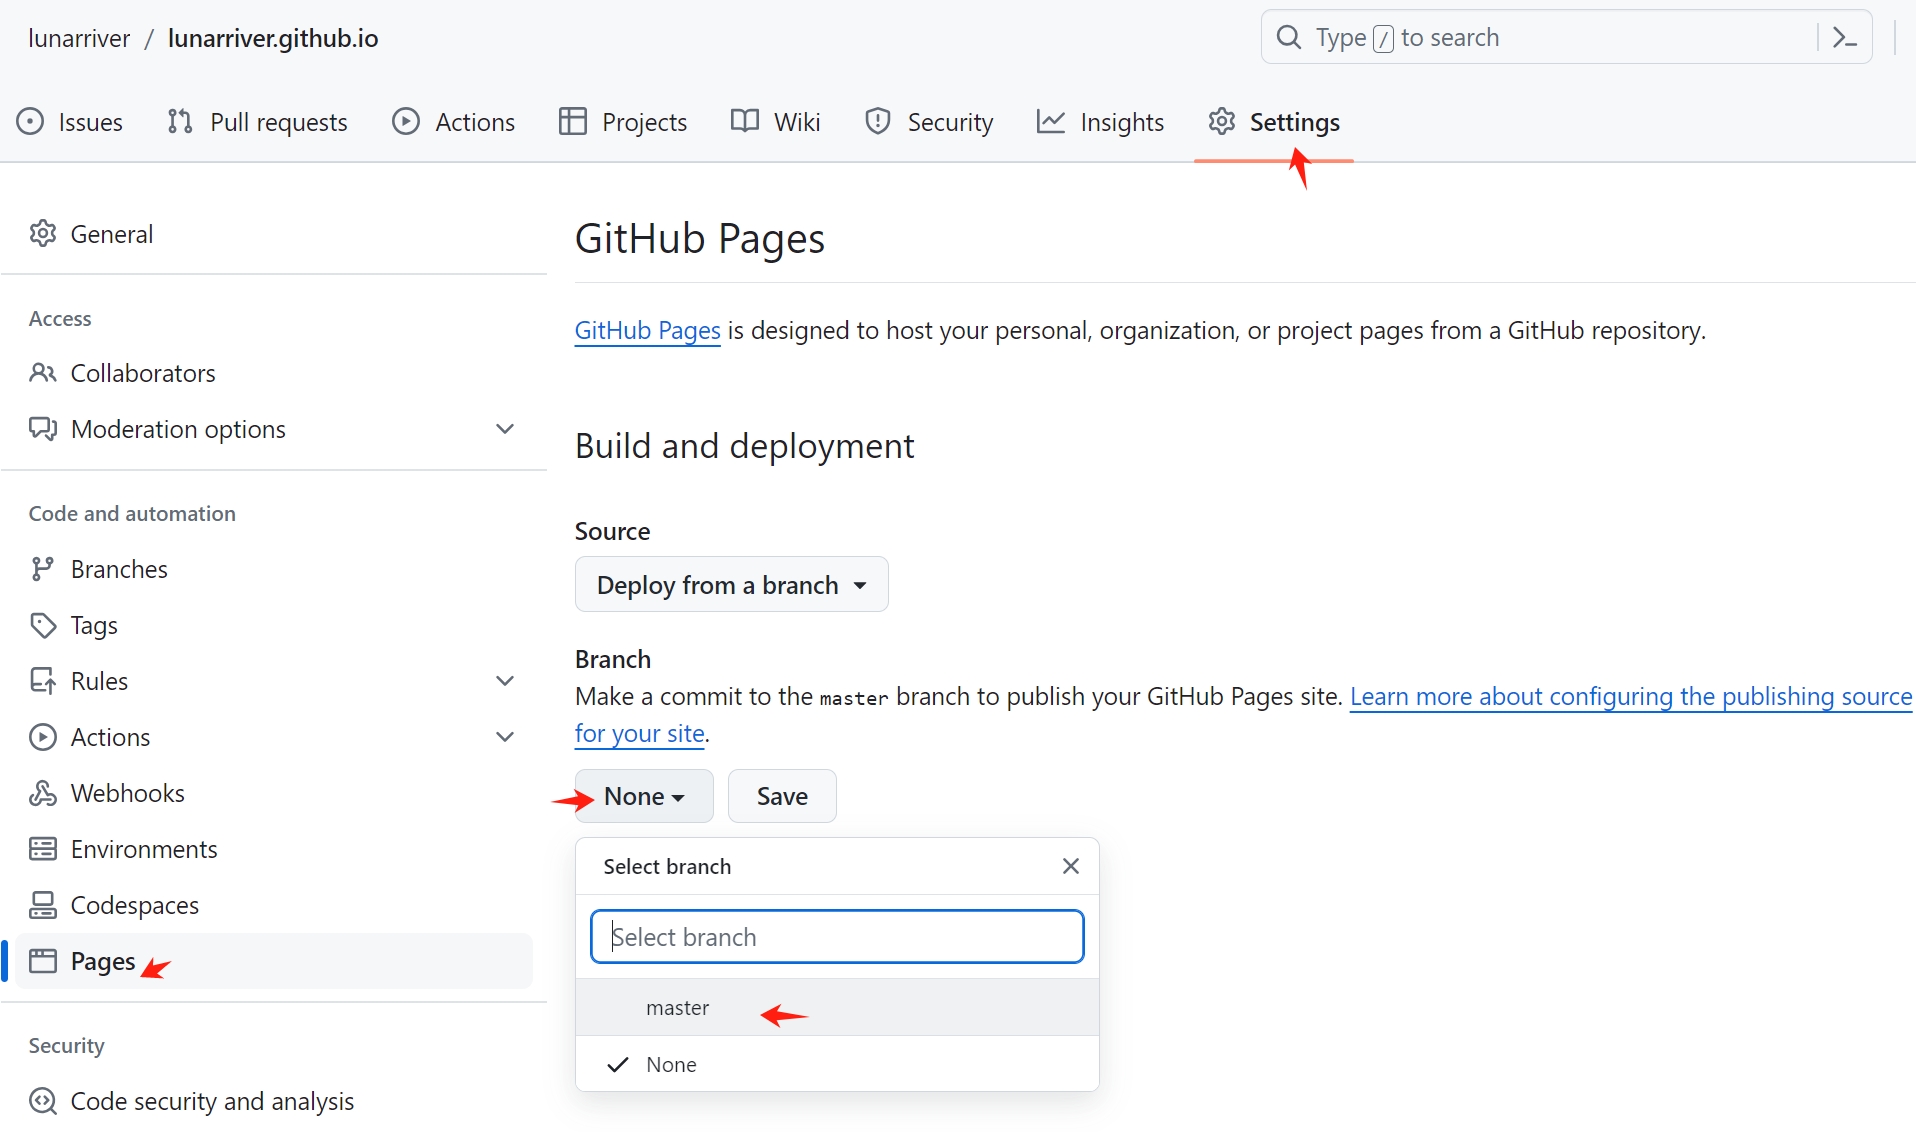 lunarriver / lunarriver.github.io
Type / to search
Issues
Pull requests
Actions
Projects
Wiki
Security
Insights
Settings
General
Access
Collaborators
Moderation options
Code and automation
Branches
Tags
Rules
Actions
Webhooks
Environments
Codespaces
Pages
Security
Code security and analysis
GitHub Pages
GitHub Pages is designed to host your personal, organization, or project pages from a GitHub repository.
Build and deployment
Source
Deploy from a branch
Branch
Make a commit to the master branch to publish your GitHub Pages site. Learn more about configuring the publishing source
for your site.
None
Save
Select branch
Select branch
master
None